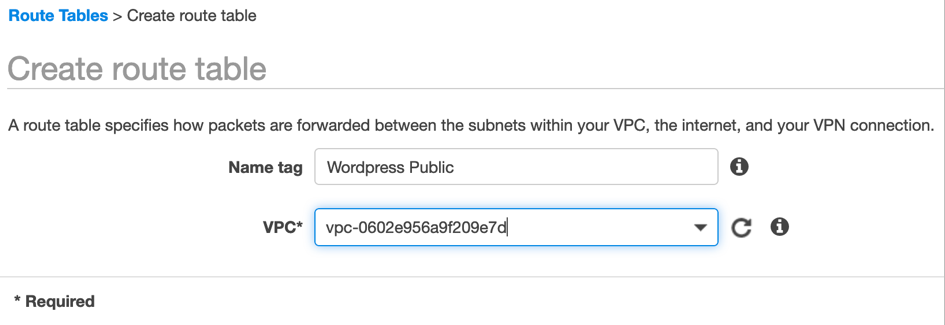 Route Tables > Create route table
Create route table
A route table specifies how packets are forwarded between the subnets within your VPC, the internet, and your VPN connection.
Name tag Wordpress Public
VPC* vpc-0602e956a9f209e7d
* Required